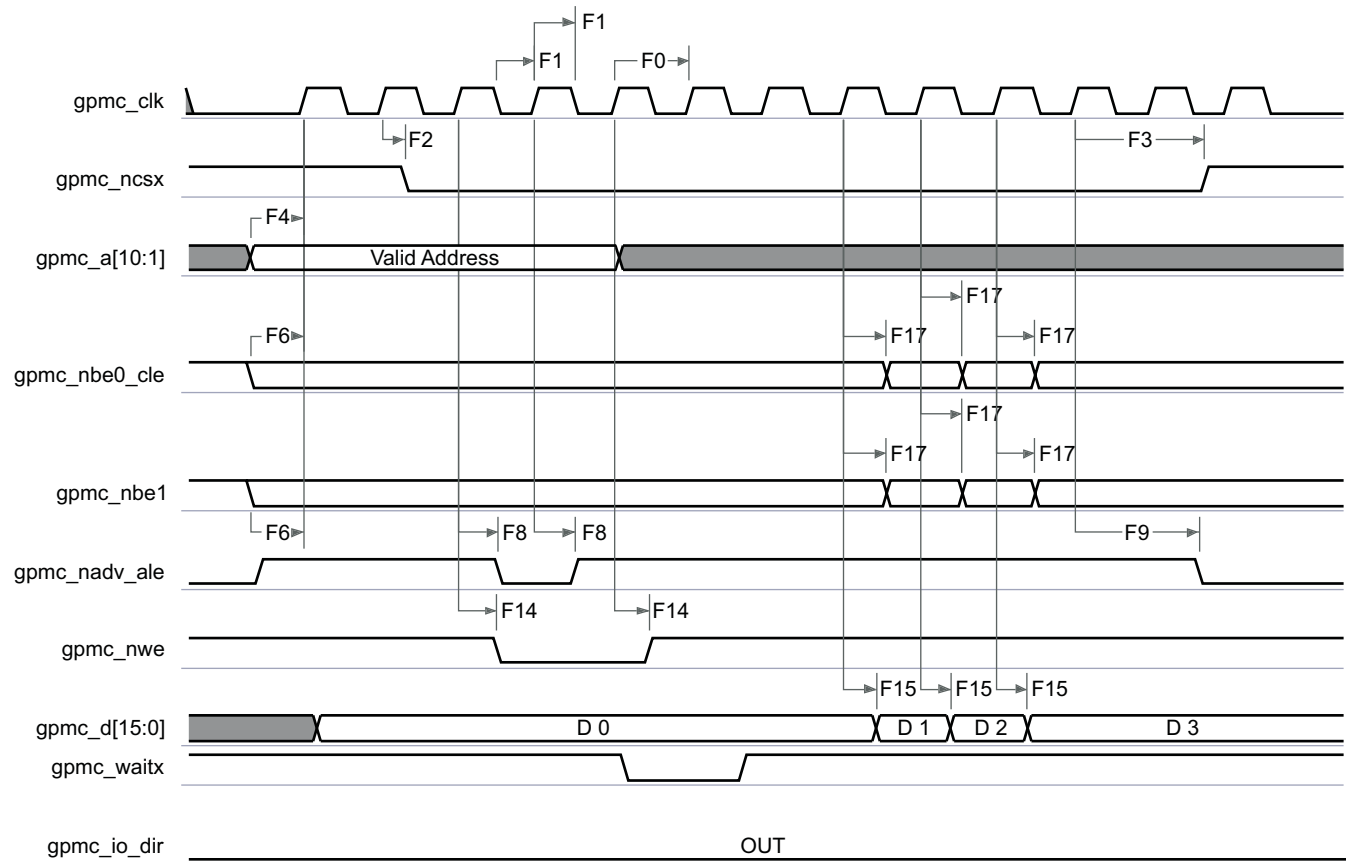 F1
F1 F0
gpmc_clk
F2 F3
gpmc_ncsx
F4
gpmc_a[10:1] Valid Address
F17
F6 F17 F17
gpmc_nbe0_cle
F17
F17 F17
gpmc_nbe1
F6 F8 F8 F9
gpmc_nadv_ale
F14 F14
gpmc_nwe
F15 F15 F15
gpmc_d[15:0] D 0 D 1 D 2 D 3
gpmc_waitx
gpmc_io_dir OUT